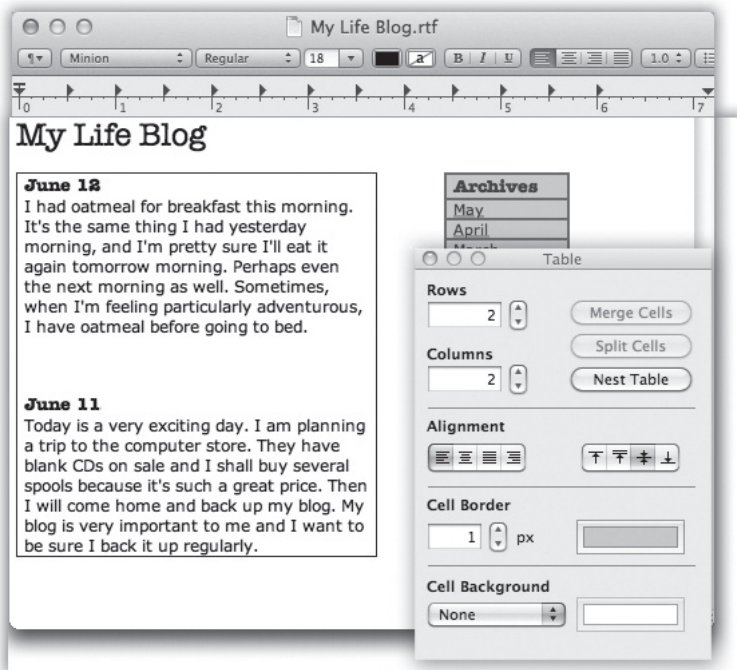 My Life Blog.rtf
Minion Regular 18 B I U 1.0
0 1 2 3 4 5 6 7
My Life Blog
June 12
I had oatmeal for breakfast this morning.
It's the same thing I had yesterday
morning, and I'm pretty sure I'll eat it
again tomorrow morning. Perhaps even
the next morning as well. Sometimes,
when I'm feeling particularly adventurous,
I have oatmeal before going to bed.
June 11
Today is a very exciting day. I am planning
a trip to the computer store. They have
blank CDs on sale and I shall buy several
spools because it's such a great price. Then
I will come home and back up my blog. My
blog is very important to me and I want to
be sure I back it up regularly.
Archives
May
April
March
Table
Rows
2
Merge Cells
Split Cells
Columns
2
Nest Table
Alignment
Cell Border
1 px
Cell Background
None